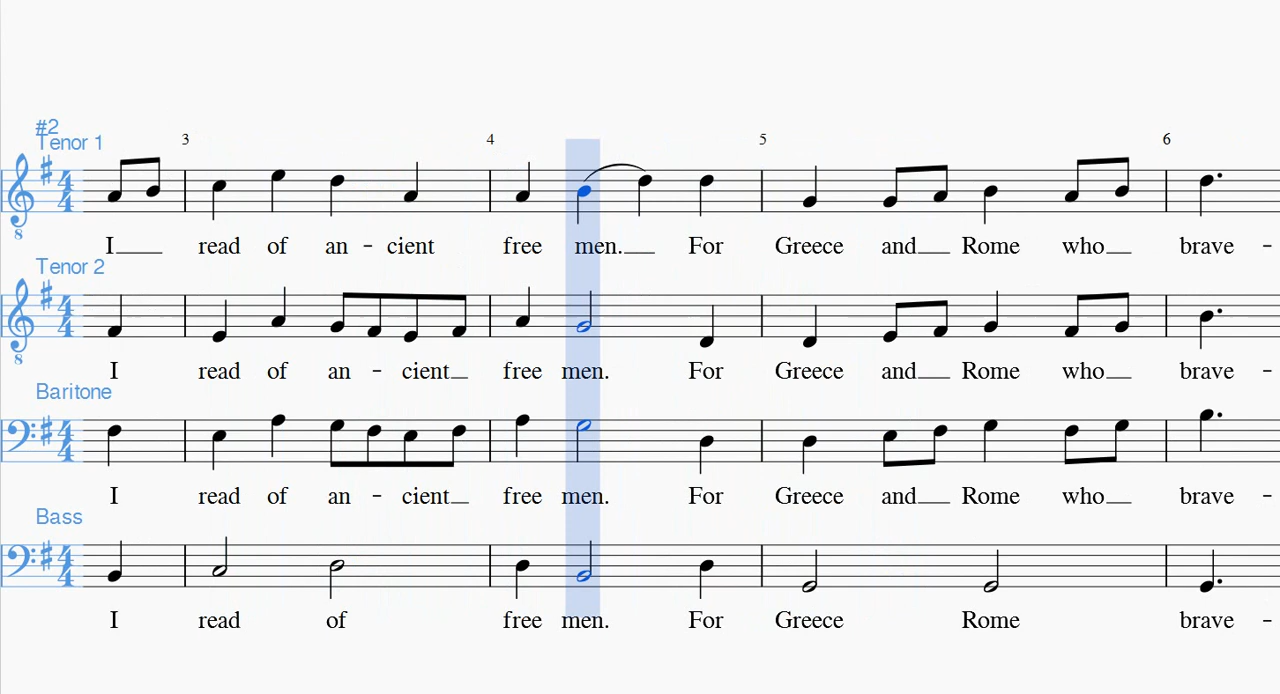 #2
Tenor 1
3 4 5 6
I read of an - cient free men. For Greece and Rome who brave -
Tenor 2
I read of an - cient free men. For Greece and Rome who brave -
Baritone
I read of an - cient free men. For Greece and Rome who brave -
Bass
I read of free men. For Greece Rome brave -